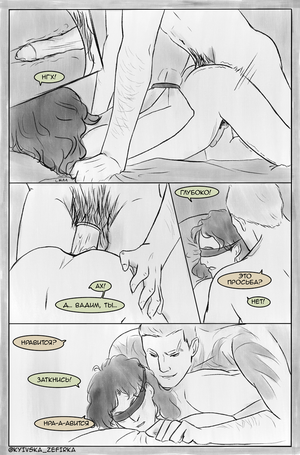 НГХ!
ГЛУБОКО!
ЭТО
ПРОСЬБА?
НЕТ!
АХ!
Д... ВАДИМ, ТЫ...
НРАВИТСЯ?
ЗАТКНИСЬ!
НРА-А-АВИТСЯ
@KYIVSKA_ZEFIRKA